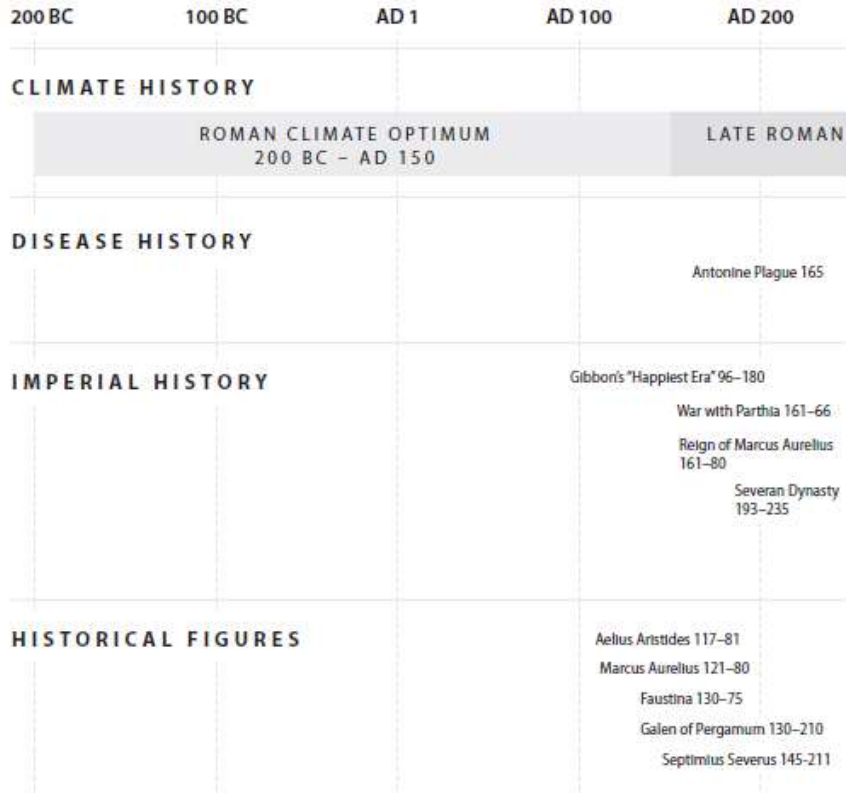 200 BC 100 BC AD 1 AD 100 AD 200
CLIMATE HISTORY
ROMAN CLIMATE OPTIMUM
200 BC – AD 150
LATE ROMAN
DISEASE HISTORY
Antonine Plague 165
IMPERIAL HISTORY
Gibbon's "Happiest Era" 96–180
War with Parthia 161–66
Reign of Marcus Aurelius
161–80
Severan Dynasty
193–235
HISTORICAL FIGURES
Aelius Aristides 117–81
Marcus Aurelius 121–80
Faustina 130–75
Galen of Pergamum 130–210
Septimius Severus 145-211